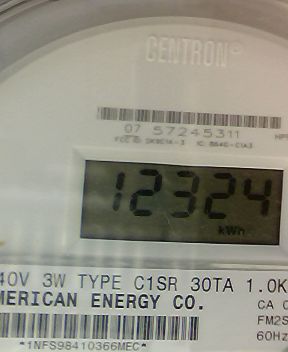 CENTRON®
07 57245311
12324
kWh
40V 3W TYPE C1SR 30TA 1.0K
MERICAN ENERGY CO.
CA 0
FM2S
60Hz
*1NFS98410366MEC*